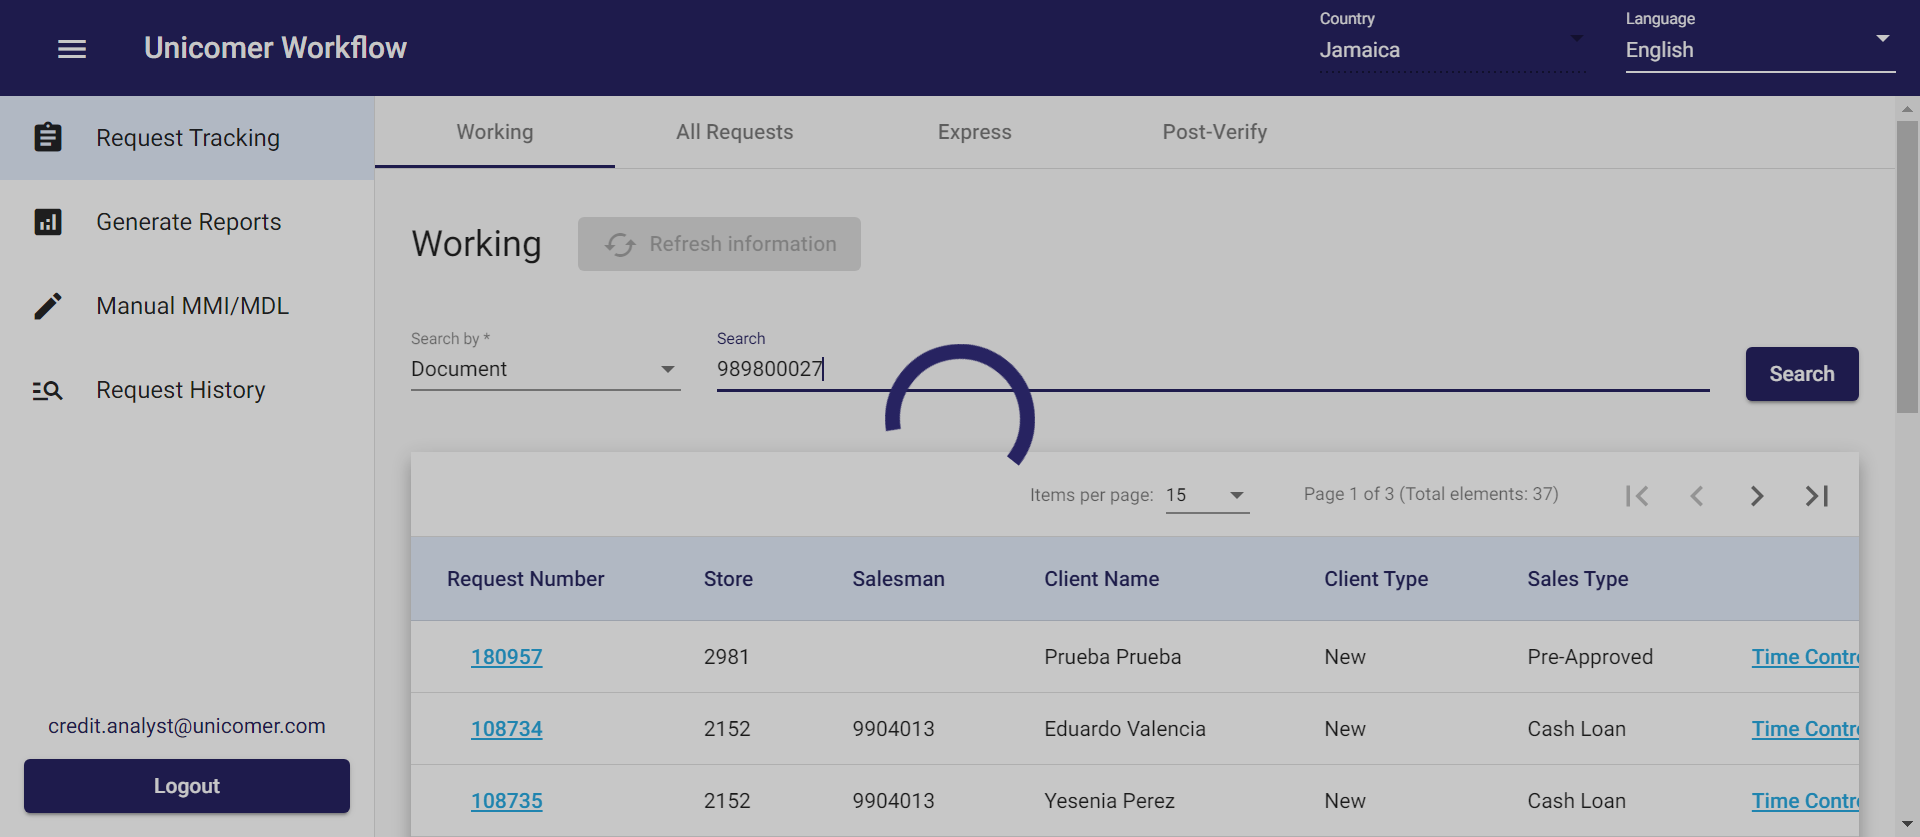 Unicomer Workflow
Country
Jamaica
Language
English
Request Tracking
Generate Reports
Manual MMI/MDL
Request History
credit.analyst@unicomer.com
Logout
Working
All Requests
Express
Post-Verify
Working
Refresh information
Search by *
Document
Search
989800027
Search
Items per page: 15
Page 1 of 3 (Total elements: 37)
Request Number Store Salesman Client Name Client Type Sales Type
180957 2981 Prueba Prueba New Pre-Approved Time Contr
108734 2152 9904013 Eduardo Valencia New Cash Loan Time Contr
108735 2152 9904013 Yesenia Perez New Cash Loan Time Contr